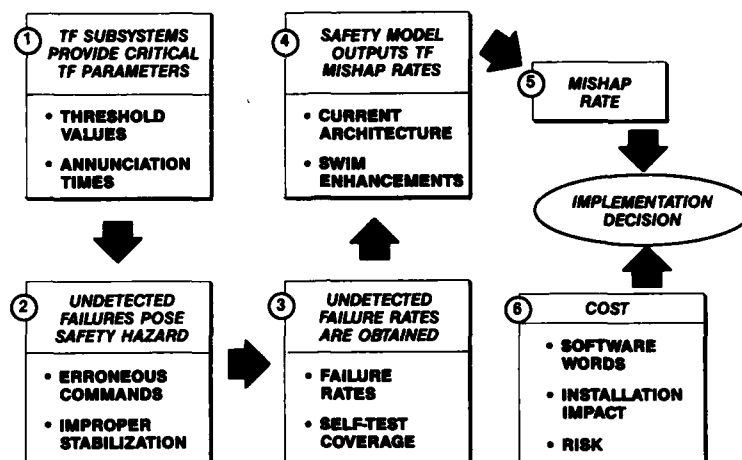 1
TF SUBSYSTEMS
PROVIDE CRITICAL
TF PARAMETERS
• THRESHOLD
VALUES
• ANNUNCIATION
TIMES
2
UNDETECTED
FAILURES POSE
SAFETY HAZARD
• ERRONEOUS
COMMANDS
• IMPROPER
STABILIZATION
3
UNDETECTED
FAILURE RATES
ARE OBTAINED
• FAILURE
RATES
• SELF-TEST
COVERAGE
4
SAFETY MODEL
OUTPUTS TF
MISHAP RATES
• CURRENT
ARCHITECTURE
• SWIM
ENHANCEMENTS
5
MISHAP
RATE
IMPLEMENTATION
DECISION
6
COST
• SOFTWARE
WORDS
• INSTALLATION
IMPACT
• RISK